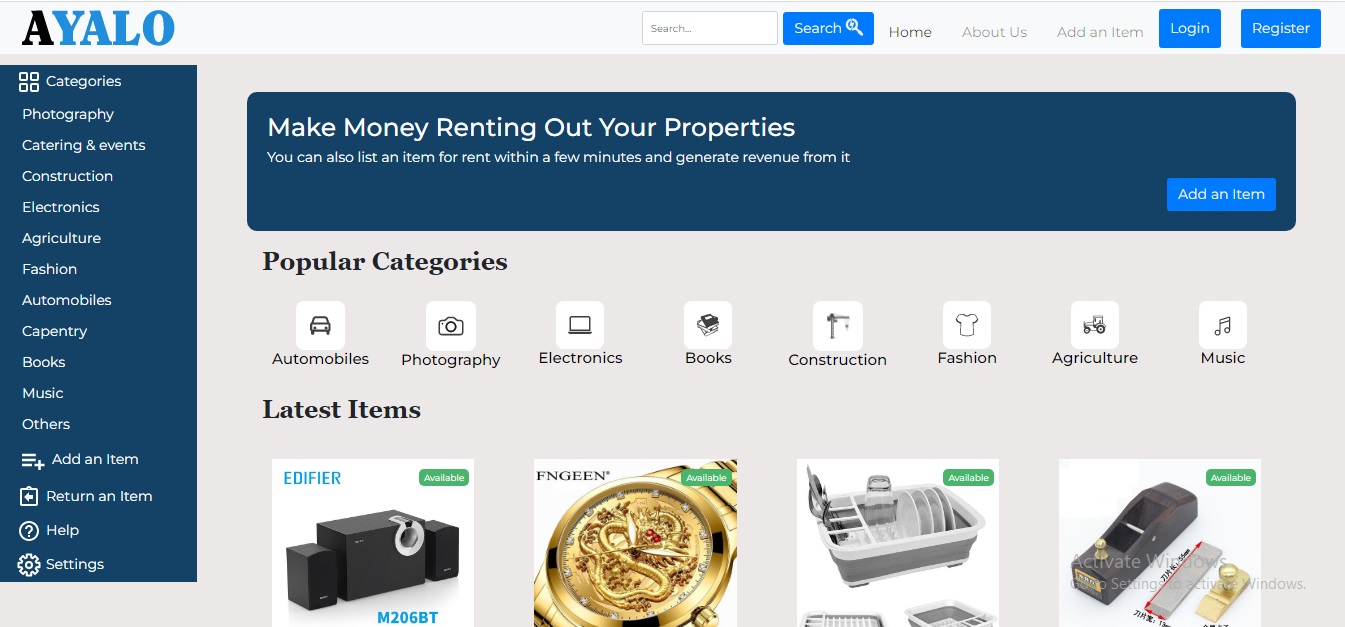 AYALO
Search...
Search
Home
About Us
Add an Item
Login
Register
Categories
Photography
Catering & events
Construction
Electronics
Agriculture
Fashion
Automobiles
Capentry
Books
Music
Others
Add an Item
Return an Item
Help
Settings
Make Money Renting Out Your Properties
You can also list an item for rent within a few minutes and generate revenue from it
Add an Item
Popular Categories
Automobiles
Photography
Electronics
Books
Construction
Fashion
Agriculture
Music
Latest Items
EDIFIER
Available
M206BT
FNGEEN®
Available
Available
Available
Activate Windows
Go to Settings to activate Windows.